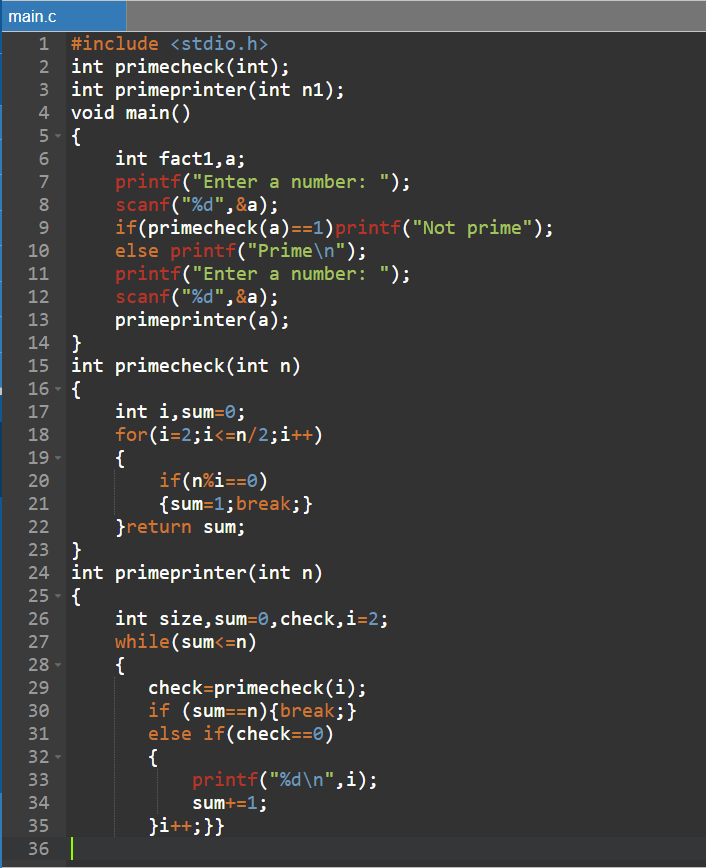 main.c
1 #include <stdio.h>
2 int primecheck(int);
3 int primeprinter(int n1);
4 void main()
5 {
6     int fact1,a;
7     printf("Enter a number: ");
8     scanf("%d",&a);
9     if(primecheck(a)==1)printf("Not prime");
10     else printf("Prime\n");
11     printf("Enter a number: ");
12     scanf("%d",&a);
13     primeprinter(a);
14 }
15 int primecheck(int n)
16 {
17     int i,sum=0;
18     for(i=2;i<=n/2;i++)
19     {
20         if(n%i==0)
21         {sum=1;break;}
22     }return sum;
23 }
24 int primeprinter(int n)
25 {
26     int size,sum=0,check,i=2;
27     while(sum<=n)
28     {
29        check=primecheck(i);
30        if (sum==n){break;}
31        else if(check==0)
32        {
33            printf("%d\n",i);
34            sum+=1;
35        }i++;}}
36